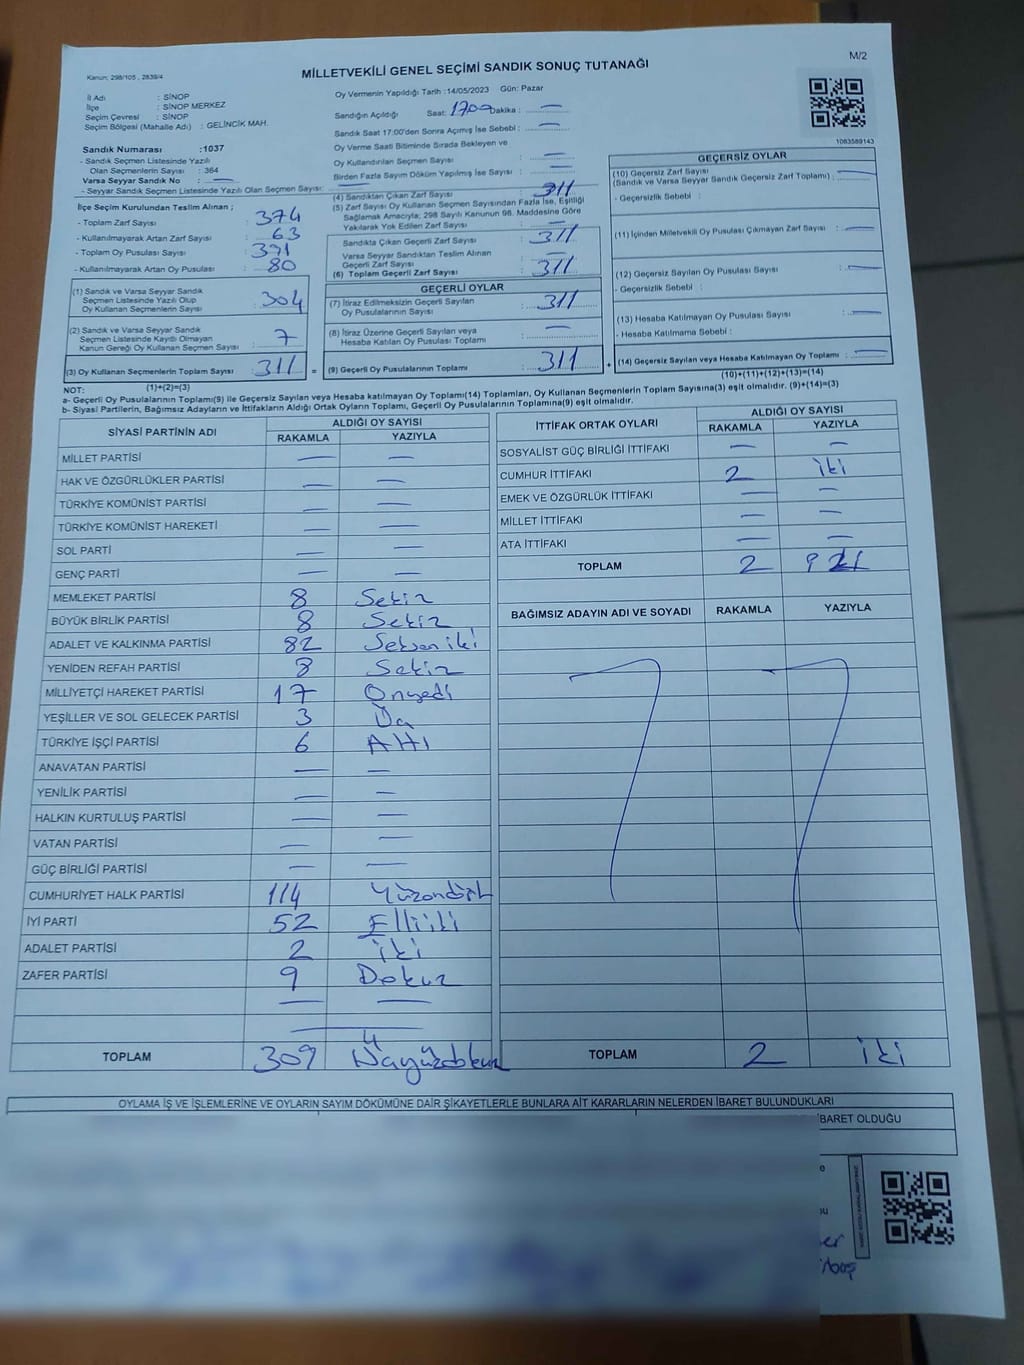 M/2
Kanun: 298/105 , 2839/4
MİLLETVEKİLİ GENEL SEÇİMİ SANDIK SONUÇ TUTANAĞI
İl Adı : SİNOP
İlçe : SİNOP MERKEZ
Seçim Çevresi : SİNOP
Seçim Bölgesi (Mahalle Adı) : GELİNCİK MAH.
Sandık Numarası :1037
- Sandık Seçmen Listesinde Yazılı
Olan Seçmenlerin Sayısı : 364
Varsa Seyyar Sandık No : —
- Seyyar Sandık Seçmen Listesinde Yazılı Olan Seçmen Sayısı: —
Oy Vermenin Yapıldığı Tarih :14/05/2023 Gün: Pazar
Sandığın Açıldığı Saat: 1700 Dakika : —
Sandık Saat 17:00'den Sonra Açımış İse Sebebi : —
Oy Verme Saati Bitiminde Sırada Bekleyen ve
Oy Kullandırılan Seçmen Sayısı : —
Birden Fazla Sayım Dökümü Yapılmış İse Sayısı : —
1083589143
İlçe Seçim Kurulundan Teslim Alınan ;
- Toplam Zarf Sayısı : 374
- Kullanılmayarak Artan Zarf Sayısı : 63
- Toplam Oy Pusulası Sayısı : 391
- Kullanılmayarak Artan Oy Pusulası : 80
(1) Sandık ve Varsa Seyyar Sandık
Seçmen Listesinde Yazılı Olup
Oy Kullanan Seçmenlerin Sayısı : 304
(2) Sandık ve Varsa Seyyar Sandık
Seçmen Listesinde Kayıtlı Olmayan
Kanun Gereği Oy Kullanan Seçmen Sayısı : 7
(3) Oy Kullanan Seçmenlerin Toplam Sayısı : 311
(1)+(2)=(3)
(4) Sandıktan Çıkan Zarf Sayısı : 311
(5) Zarf Sayısı Oy Kullanan Seçmen Sayısından Fazla İse, Eşitliği
Sağlamak Amacıyla; 298 Sayılı Kanunun 98. Maddesine Göre
Yakılarak Yok Edilen Zarf Sayısı : —
Sandıkta Çıkan Geçerli Zarf Sayısı : 311
Varsa Seyyar Sandıktan Teslim Alınan
Geçerli Zarf Sayısı : —
(6) Toplam Geçerli Zarf Sayısı : 311
GEÇERLİ OYLAR
(7) İtiraz Edilmeksizin Geçerli Sayılan
Oy Pusulalarının Sayısı : 311
(8) İtiraz Üzerine Geçerli Sayılan veya
Hesaba Katılan Oy Pusulası Toplamı : —
= (9) Geçerli Oy Pusulalarının Toplamı : 311 +
GEÇERSİZ OYLAR
(10) Geçersiz Zarf Sayısı
(Sandık ve Varsa Seyyar Sandık Geçersiz Zarf Toplamı) : —
- Geçersizlik Sebebi :
(11) İçinden Milletvekili Oy Pusulası Çıkmayan Zarf Sayısı : —
(12) Geçersiz Sayılan Oy Pusulası Sayısı : —
- Geçersizlik Sebebi :
(13) Hesaba Katılmayan Oy Pusulası Sayısı : —
- Hesaba Katılmama Sebebi :
(14) Geçersiz Sayılan veya Hesaba Katılmayan Oy Toplamı : —
(10)+(11)+(12)+(13)=(14)
NOT:
a- Geçerli Oy Pusulalarının Toplamı(9) ile Geçersiz Sayılan veya Hesaba katılmayan Oy Toplamı(14) Toplamları, Oy Kullanan Seçmenlerin Toplam Sayısına(3) eşit olmalıdır. (9)+(14)=(3)
b- Siyasi Partilerin, Bağımsız Adayların ve İttifakların Aldığı Ortak Oyların Toplamı, Geçerli Oy Pusulalarının Toplamına(9) eşit olmalıdır.
SİYASİ PARTİNİN ADI ALDIĞI OY SAYISI
RAKAMLA YAZIYLA
MİLLET PARTİSİ — —
HAK VE ÖZGÜRLÜKLER PARTİSİ — —
TÜRKİYE KOMÜNİST PARTİSİ — —
TÜRKİYE KOMÜNİST HAREKETİ — —
SOL PARTİ — —
GENÇ PARTİ — —
MEMLEKET PARTİSİ 8 Sekiz
BÜYÜK BİRLİK PARTİSİ 8 Sekiz
ADALET VE KALKINMA PARTİSİ 82 Seksen iki
YENİDEN REFAH PARTİSİ 8 Sekiz
MİLLİYETÇİ HAREKET PARTİSİ 17 Onyedi
YEŞİLLER VE SOL GELECEK PARTİSİ 3 Üç
TÜRKİYE İŞÇİ PARTİSİ 6 Altı
ANAVATAN PARTİSİ — —
YENİLİK PARTİSİ — —
HALKIN KURTULUŞ PARTİSİ — —
VATAN PARTİSİ — —
GÜÇ BİRLİĞİ PARTİSİ — —
CUMHURİYET HALK PARTİSİ 114 Yüzondört
İYİ PARTİ 52 Elliiki
ADALET PARTİSİ 2 iki
ZAFER PARTİSİ 9 Dokuz
— —
TOPLAM 309
İTTİFAK ORTAK OYLARI ALDIĞI OY SAYISI
RAKAMLA YAZIYLA
SOSYALİST GÜÇ BİRLİĞİ İTTİFAKI — —
CUMHUR İTTİFAKI 2 iki
EMEK VE ÖZGÜRLÜK İTTİFAKI — —
MİLLET İTTİFAKI — —
ATA İTTİFAKI — —
TOPLAM 2
BAĞIMSIZ ADAYIN ADI VE SOYADI RAKAMLA YAZIYLA
TOPLAM 2 iki
OYLAMA İŞ VE İŞLEMLERİNE VE OYLARIN SAYIM DÖKÜMÜNE DAİR ŞİKAYETLERLE BUNLARA AİT KARARLARIN NELERDEN İBARET BULUNDUKLARI
İBARET OLDUĞU